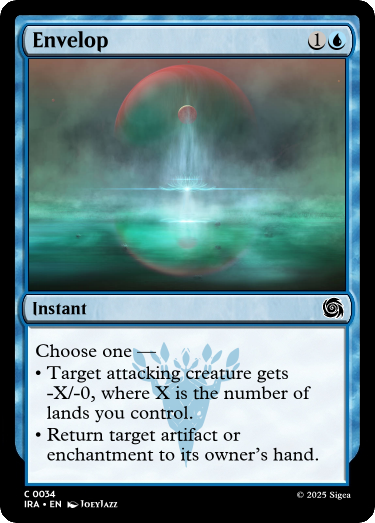 Envelop
1
Instant
Choose one —
• Target attacking creature gets
-X/-0, where X is the number of
lands you control.
• Return target artifact or
enchantment to its owner's hand.
C 0034
IRA • EN JoeyJazz
© 2025 Sigea